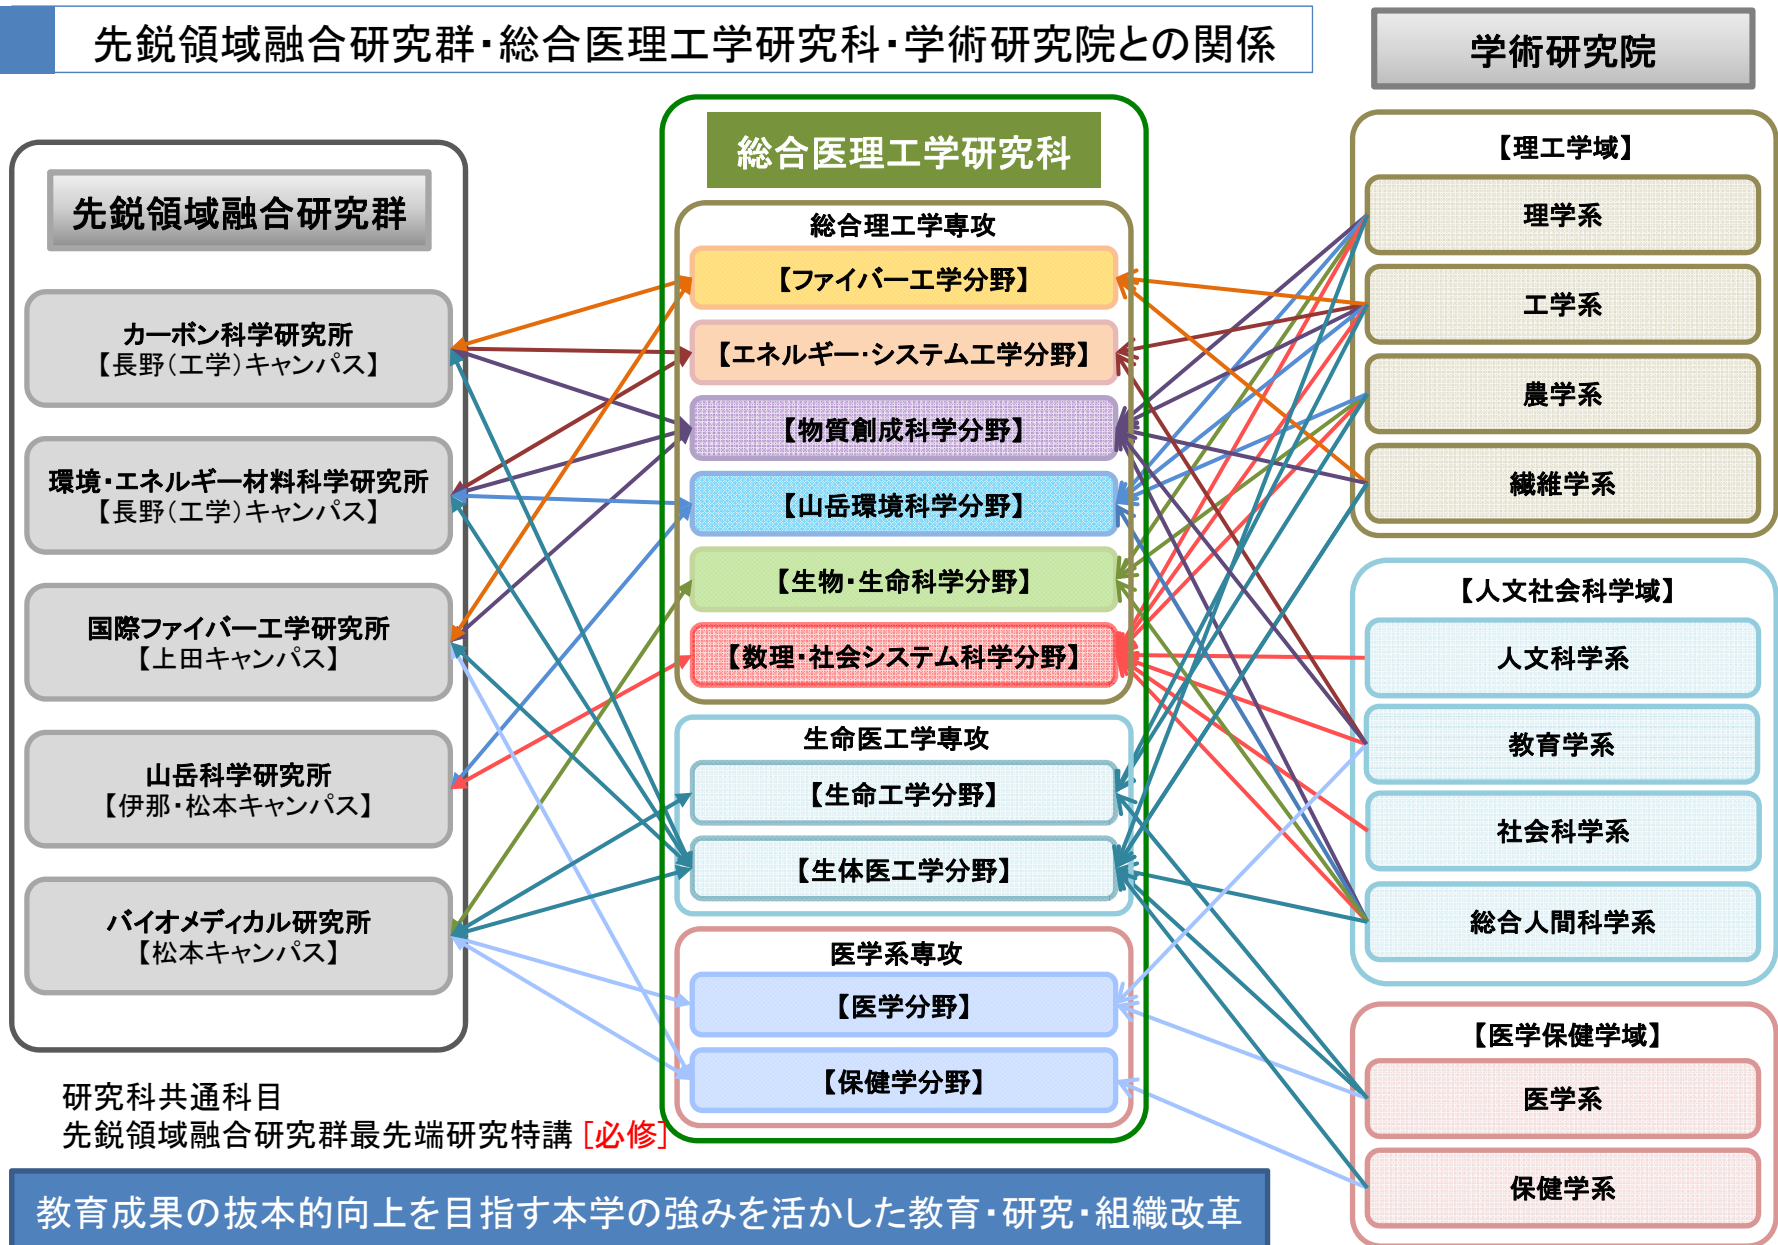 先鋭領域融合研究群・総合医理工学研究科・学術研究院との関係
先鋭領域融合研究群
カーボン科学研究所
【長野(工学)キャンパス】
環境・エネルギー材料科学研究所
【長野(工学)キャンパス】
国際ファイバー工学研究所
【上田キャンパス】
山岳科学研究所
【伊那・松本キャンパス】
バイオメディカル研究所
【松本キャンパス】
総合医理工学研究科
総合理工学専攻
【ファイバー工学分野】
【エネルギー・システム工学分野】
【物質創成科学分野】
【山岳環境科学分野】
【生物・生命科学分野】
【数理・社会システム科学分野】
生命医工学専攻
【生命工学分野】
【生体医工学分野】
医学系専攻
【医学分野】
【保健学分野】
学術研究院
【理工学域】
理学系
工学系
農学系
繊維学系
【人文社会科学域】
人文科学系
教育学系
社会科学系
総合人間科学系
【医学保健学域】
医学系
保健学系
研究科共通科目
先鋭領域融合研究群最先端研究特講 [必修]
教育成果の抜本的向上を目指す本学の強みを活かした教育・研究・組織改革